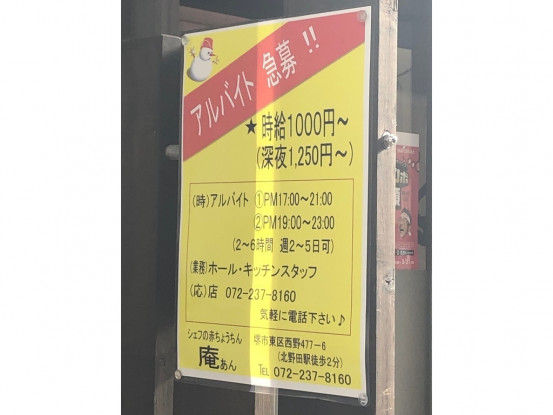 アルバイト 急募 !!
★ 時給1000円～
(深夜1,250円～)
(時)アルバイト ①PM17:00～21:00
②PM19:00～23:00
(2～6時間 週2～5日可)
(業務)ホール・キッチンスタッフ
(応)店 072-237-8160
気軽に電話下さい♪
シェフの赤ちょうちん
庵あん
堺市東区西野477-6
(北野田駅徒歩2分)
TEL 072-237-8160